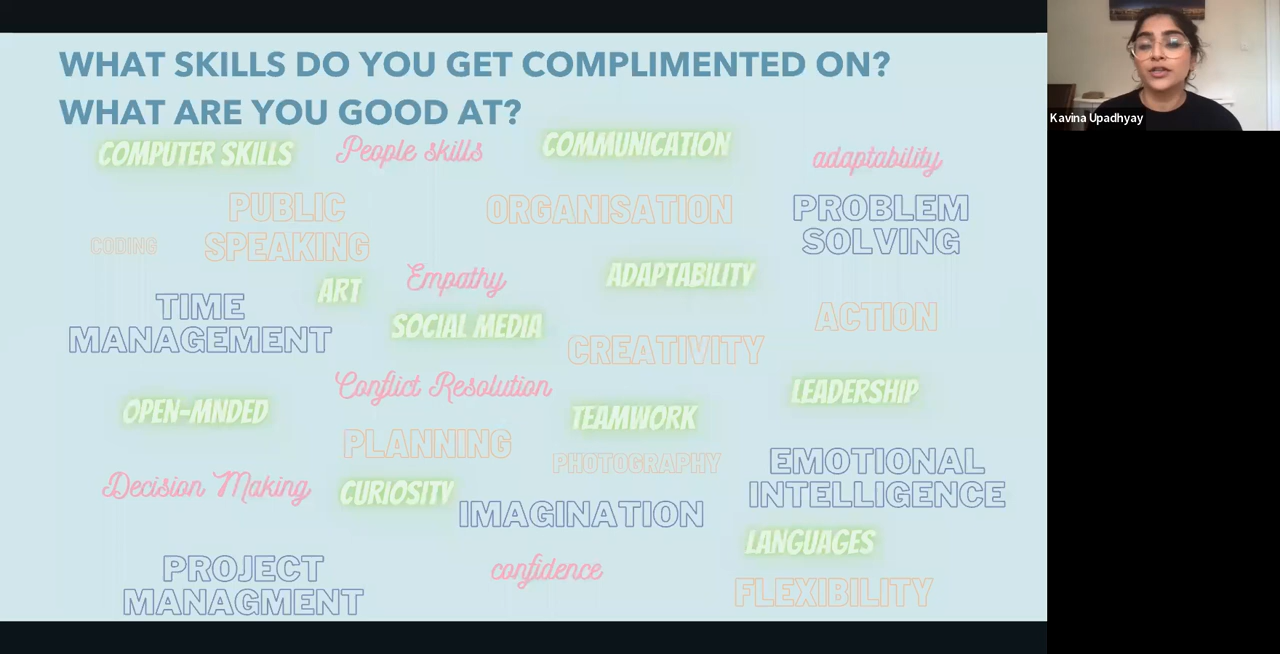 WHAT SKILLS DO YOU GET COMPLIMENTED ON?
WHAT ARE YOU GOOD AT?
COMPUTER SKILLS
People skills
COMMUNICATION
adaptability
PUBLIC
SPEAKING
ORGANISATION
PROBLEM
SOLVING
CODING
ART
Empathy
ADAPTABILITY
TIME
MANAGEMENT
SOCIAL MEDIA
CREATIVITY
ACTION
Conflict Resolution
OPEN-MNDED
TEAMWORK
LEADERSHIP
PLANNING
PHOTOGRAPHY
EMOTIONAL
INTELLIGENCE
Decision Making
CURIOSITY
IMAGINATION
LANGUAGES
PROJECT
MANAGMENT
confidence
FLEXIBILITY
Kavina Upadhyay